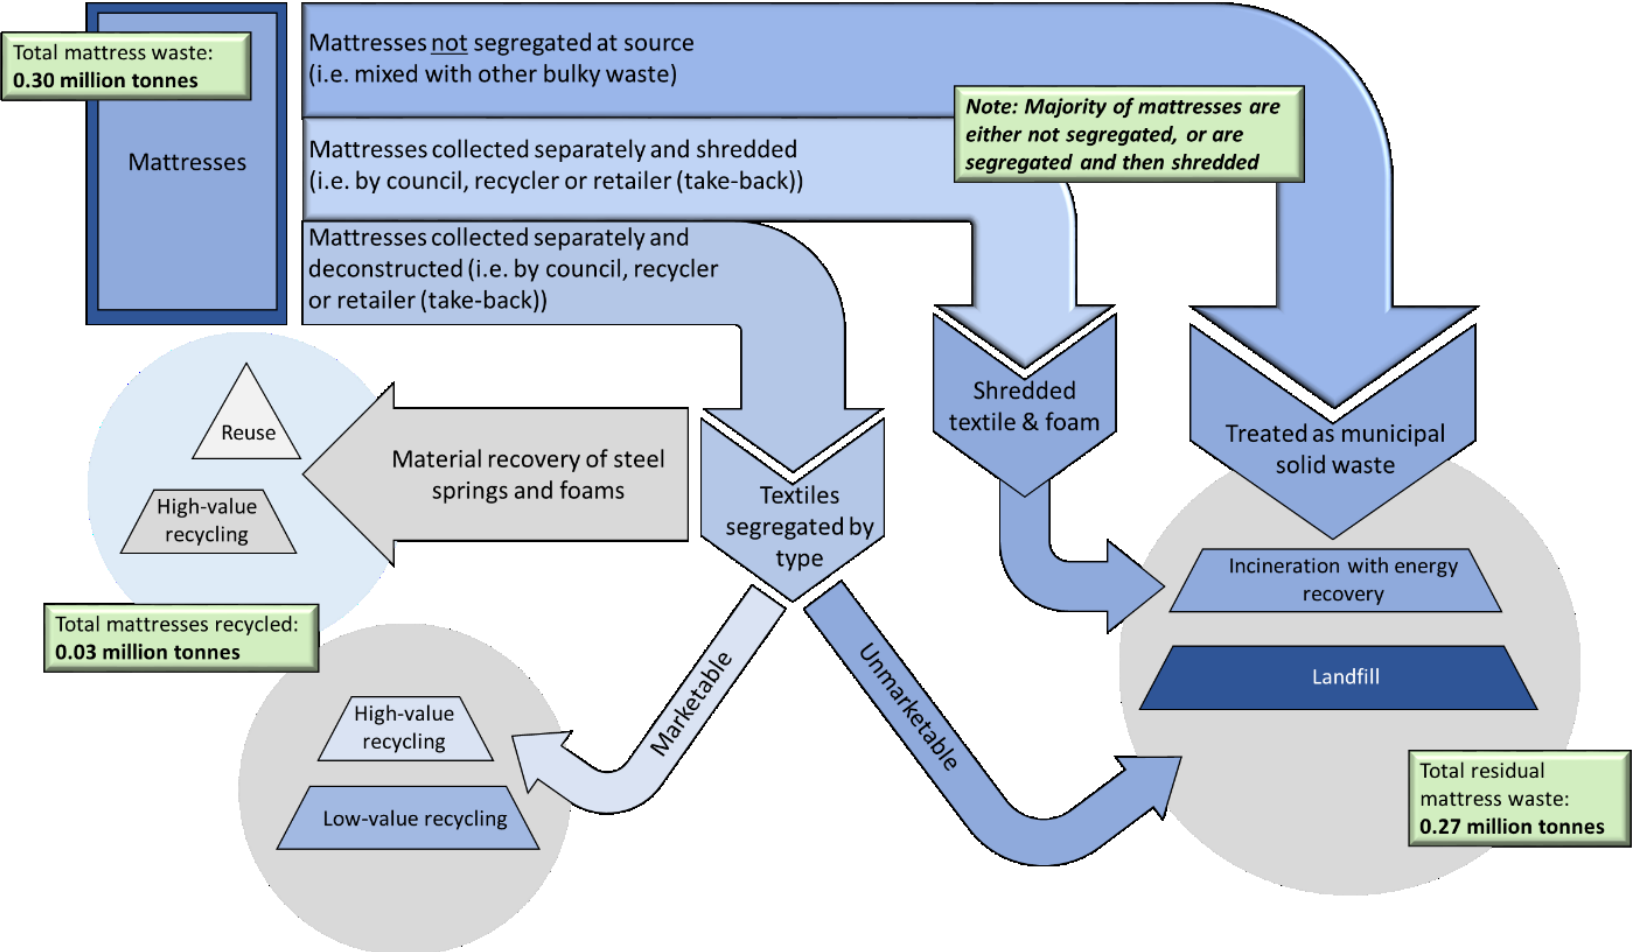 Total mattress waste:
0.30 million tonnes
Mattresses
Mattresses not segregated at source
(i.e. mixed with other bulky waste)
Note: Majority of mattresses are
either not segregated, or are
segregated and then shredded
Mattresses collected separately and shredded
(i.e. by council, recycler or retailer (take-back))
Mattresses collected separately and
deconstructed (i.e. by council, recycler
or retailer (take-back))
Reuse
High-value
recycling
Material recovery of steel
springs and foams
Textiles
segregated by
type
Shredded
textile & foam
Treated as municipal
solid waste
Incineration with energy
recovery
Landfill
Total mattresses recycled:
0.03 million tonnes
Marketable
Unmarketable
High-value
recycling
Low-value recycling
Total residual
mattress waste:
0.27 million tonnes